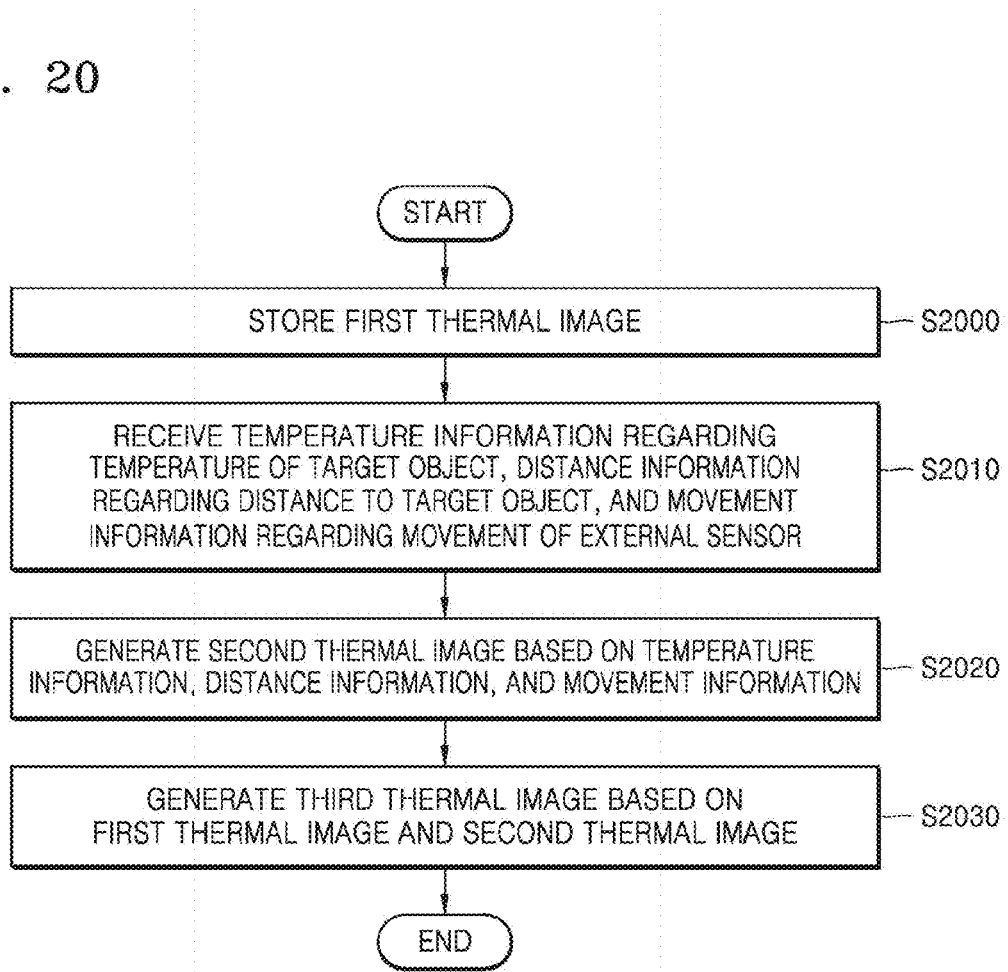 . 20
START
STORE FIRST THERMAL IMAGE
S2000
RECEIVE TEMPERATURE INFORMATION REGARDING
TEMPERATURE OF TARGET OBJECT, DISTANCE INFORMATION
REGARDING DISTANCE TO TARGET OBJECT, AND MOVEMENT
INFORMATION REGARDING MOVEMENT OF EXTERNAL SENSOR
S2010
GENERATE SECOND THERMAL IMAGE BASED ON TEMPERATURE
INFORMATION, DISTANCE INFORMATION, AND MOVEMENT INFORMATION
S2020
GENERATE THIRD THERMAL IMAGE BASED ON
FIRST THERMAL IMAGE AND SECOND THERMAL IMAGE
S2030
END